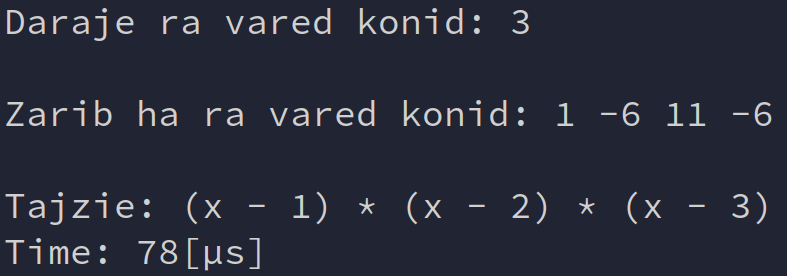 Daraje ra vared konid: 3
Zarib ha ra vared konid: 1 -6 11 -6
Tajzie: (x - 1) * (x - 2) * (x - 3)
Time: 78[µs]